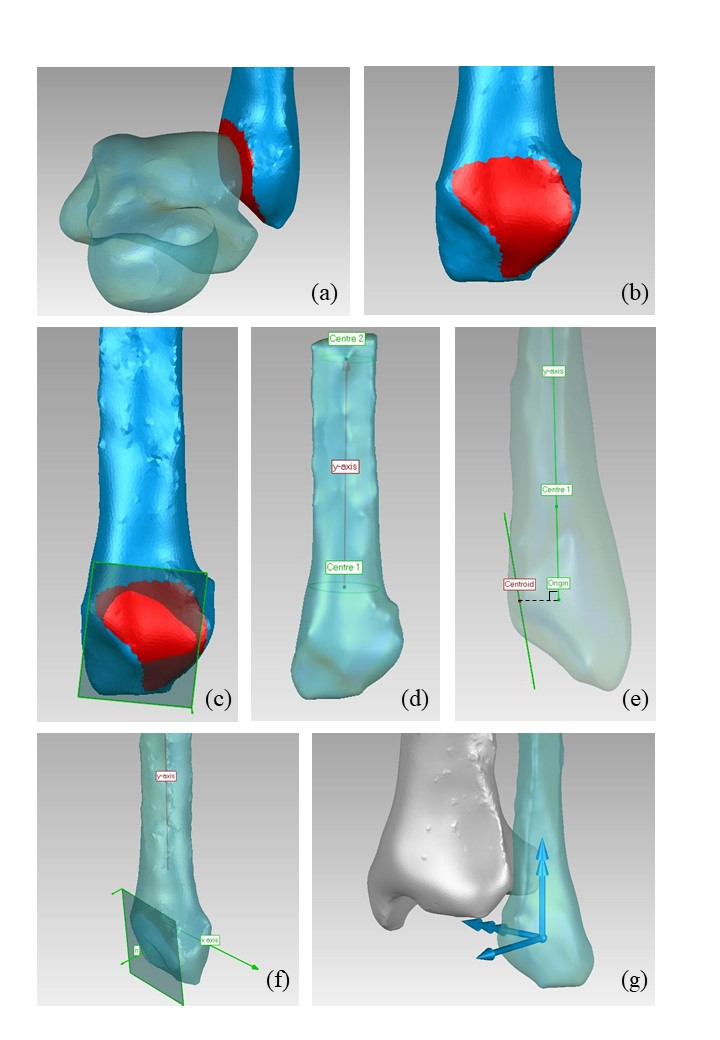 (a)
(b)
(c)
Centre 2
y-axis
Centre 1
(d)
y-axis
Centre 1
Centroid
Origin
(e)
y-axis
x axis
(f)
(g)